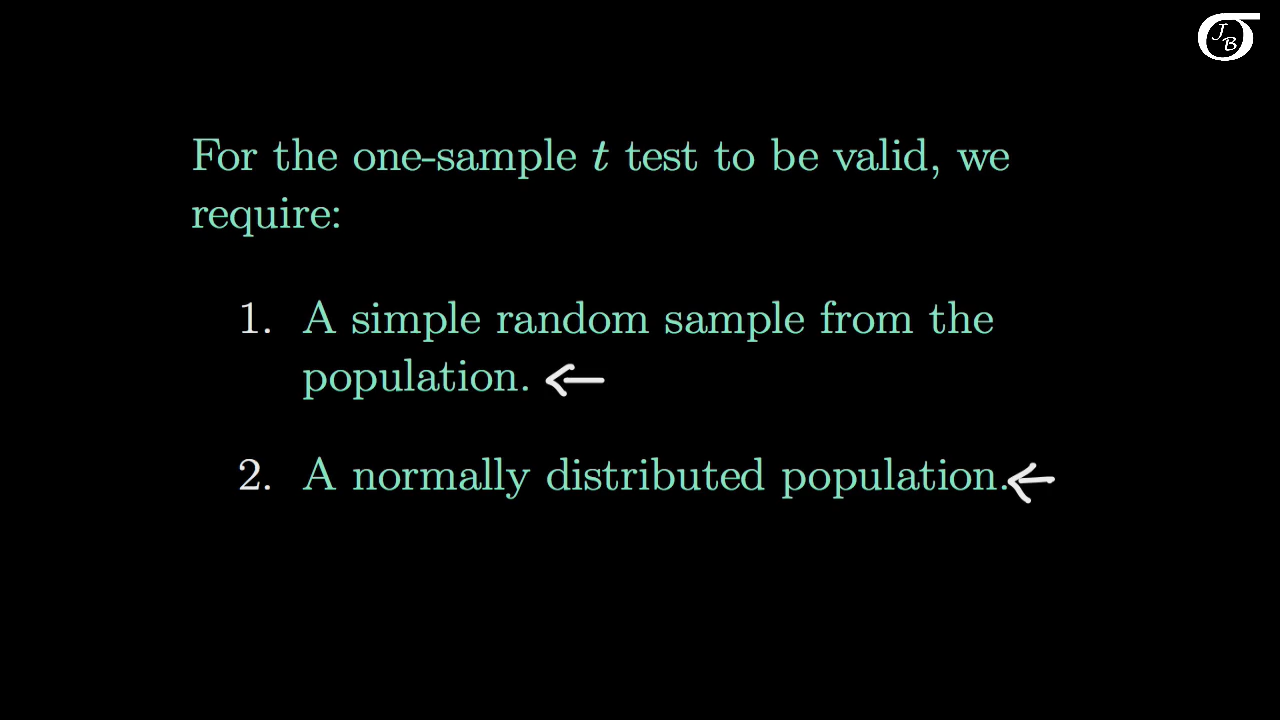 JB
For the one-sample t test to be valid, we
require:
1. A simple random sample from the
population.
2. A normally distributed population.